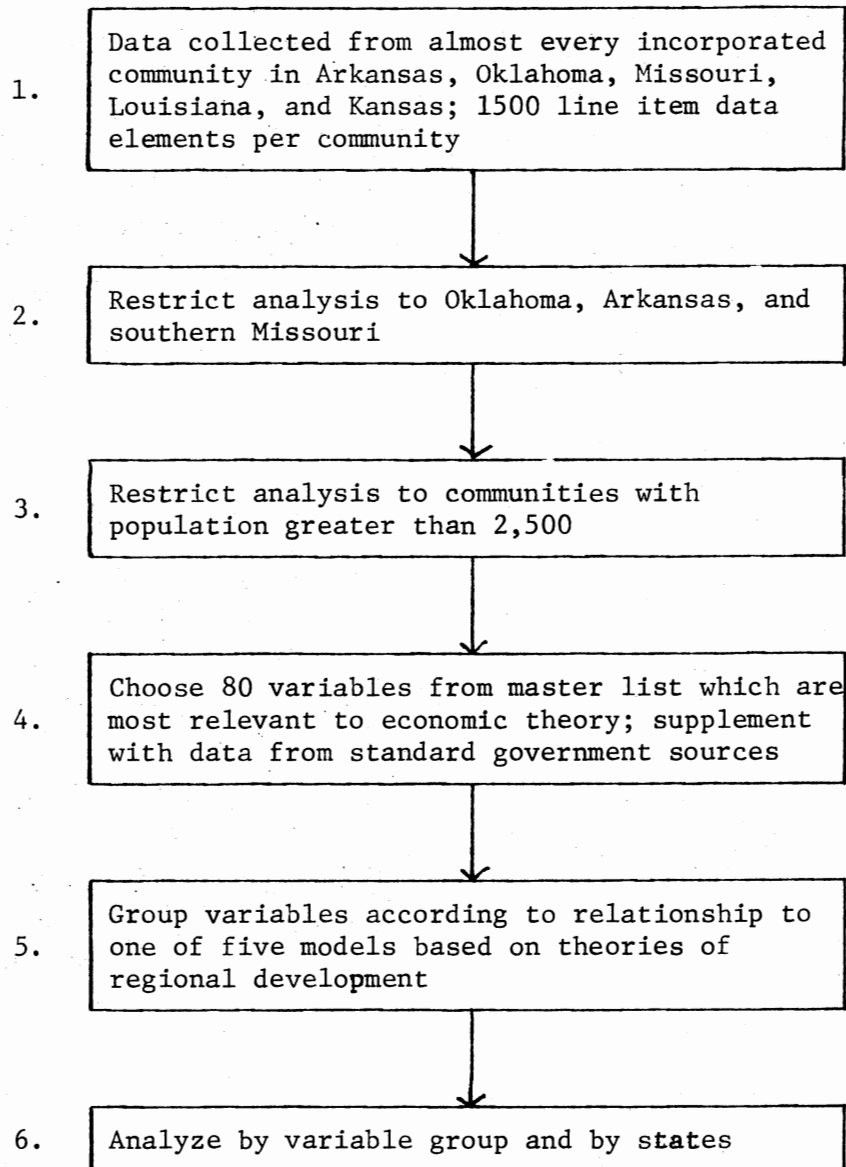 1.
Data collected from almost every incorporated
community in Arkansas, Oklahoma, Missouri,
Louisiana, and Kansas; 1500 line item data
elements per community
2.
Restrict analysis to Oklahoma, Arkansas, and
southern Missouri
3.
Restrict analysis to communities with
population greater than 2,500
4.
Choose 80 variables from master list which are
most relevant to economic theory; supplement
with data from standard government sources
5.
Group variables according to relationship to
one of five models based on theories of
regional development
6.
Analyze by variable group and by states